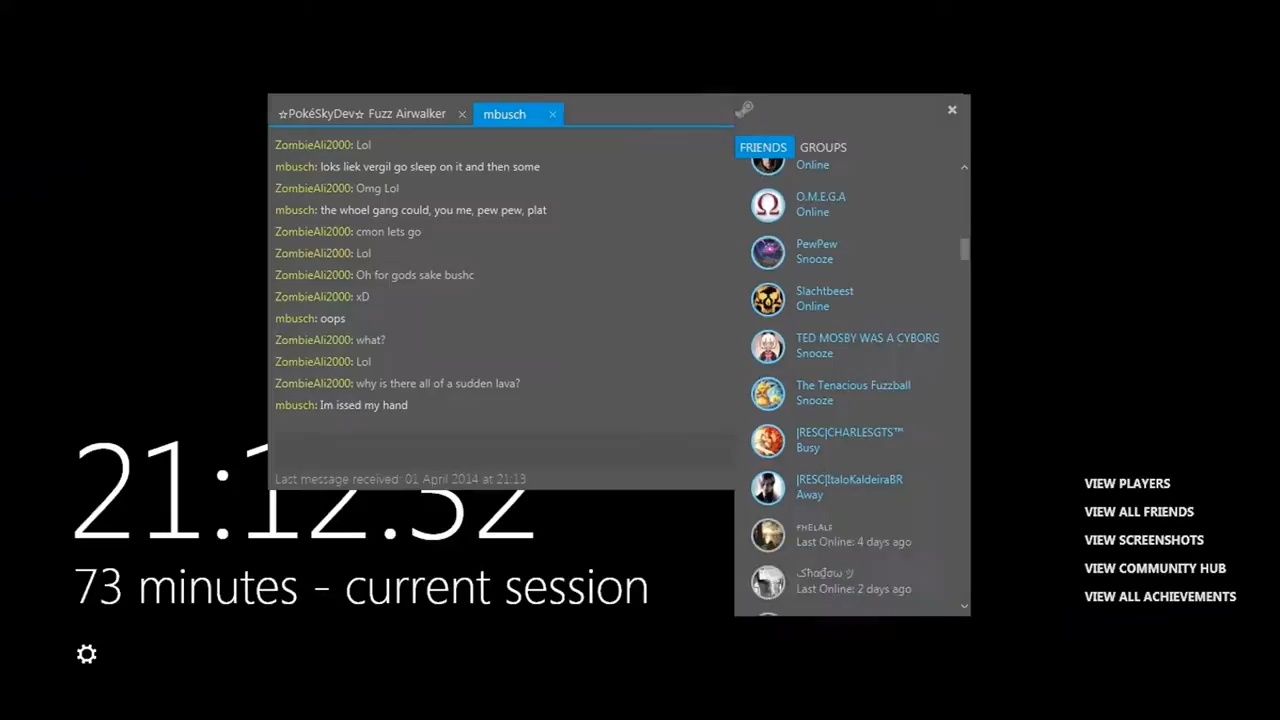 ☆PokéSkyDev☆ Fuzz Airwalker
mbusch
ZombieAli2000: Lol
mbusch: loks liek vergil go sleep on it and then some
ZombieAli2000: Omg Lol
mbusch: the whoel gang could, you me, pew pew, plat
ZombieAli2000: cmon lets go
ZombieAli2000: Lol
ZombieAli2000: Oh for gods sake bushc
ZombieAli2000: xD
mbusch: oops
ZombieAli2000: what?
ZombieAli2000: Lol
ZombieAli2000: why is there all of a sudden lava?
mbusch: Im issed my hand
Last message received: 01 April 2014 at 21:13
FRIENDS GROUPS
Online
Ω
O.M.E.G.A
Online
PewPew
Snooze
Slachtbeest
Online
TED MOSBY WAS A CYBORG
Snooze
The Tenacious Fuzzball
Snooze
|RESC|CHARLESGTS™
Busy
|RESC|ItaloKaldeiraBR
Away
ᴘʜᴇʟᴀʟᴇ
Last Online: 4 days ago
Last Online: 2 days ago
21:12:32
73 minutes - current session
VIEW PLAYERS
VIEW ALL FRIENDS
VIEW SCREENSHOTS
VIEW COMMUNITY HUB
VIEW ALL ACHIEVEMENTS